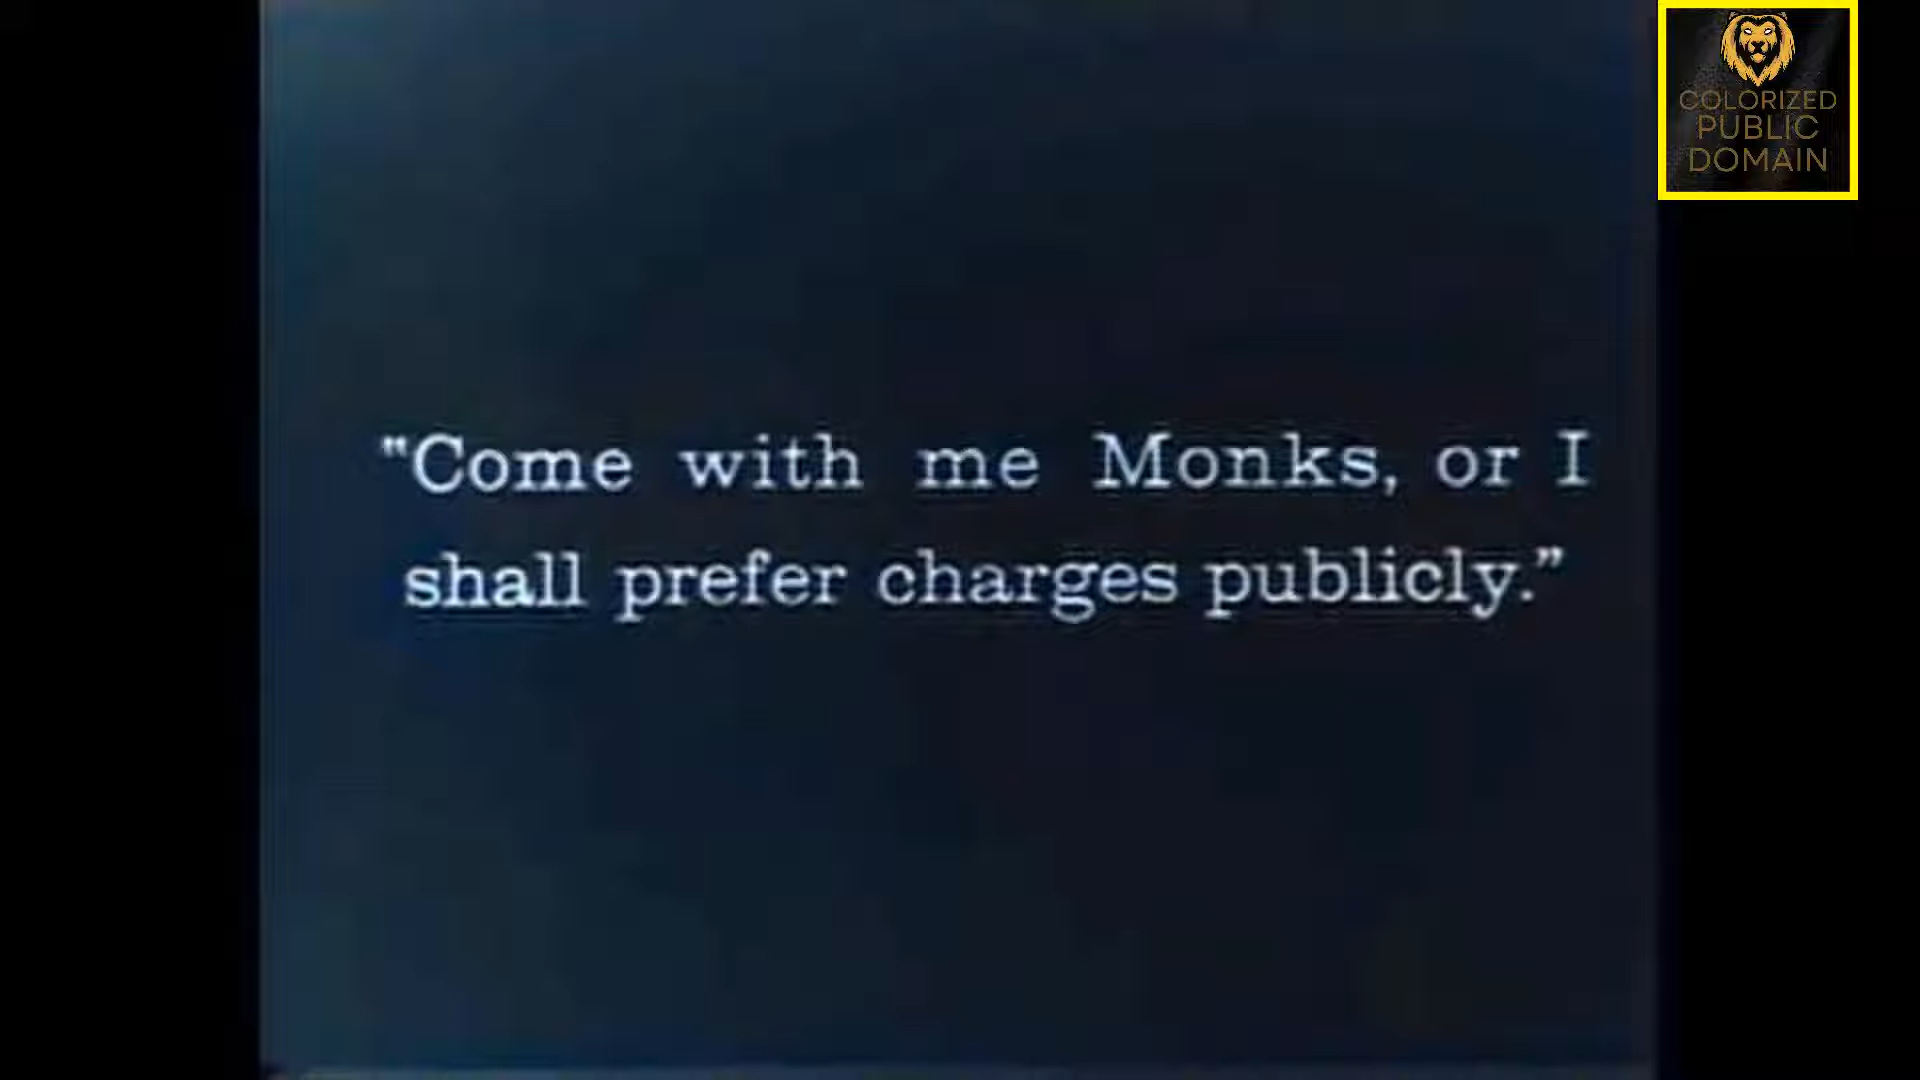 "Come with me Monks, or I
shall prefer charges publicly."
COLORIZED
PUBLIC
DOMAIN